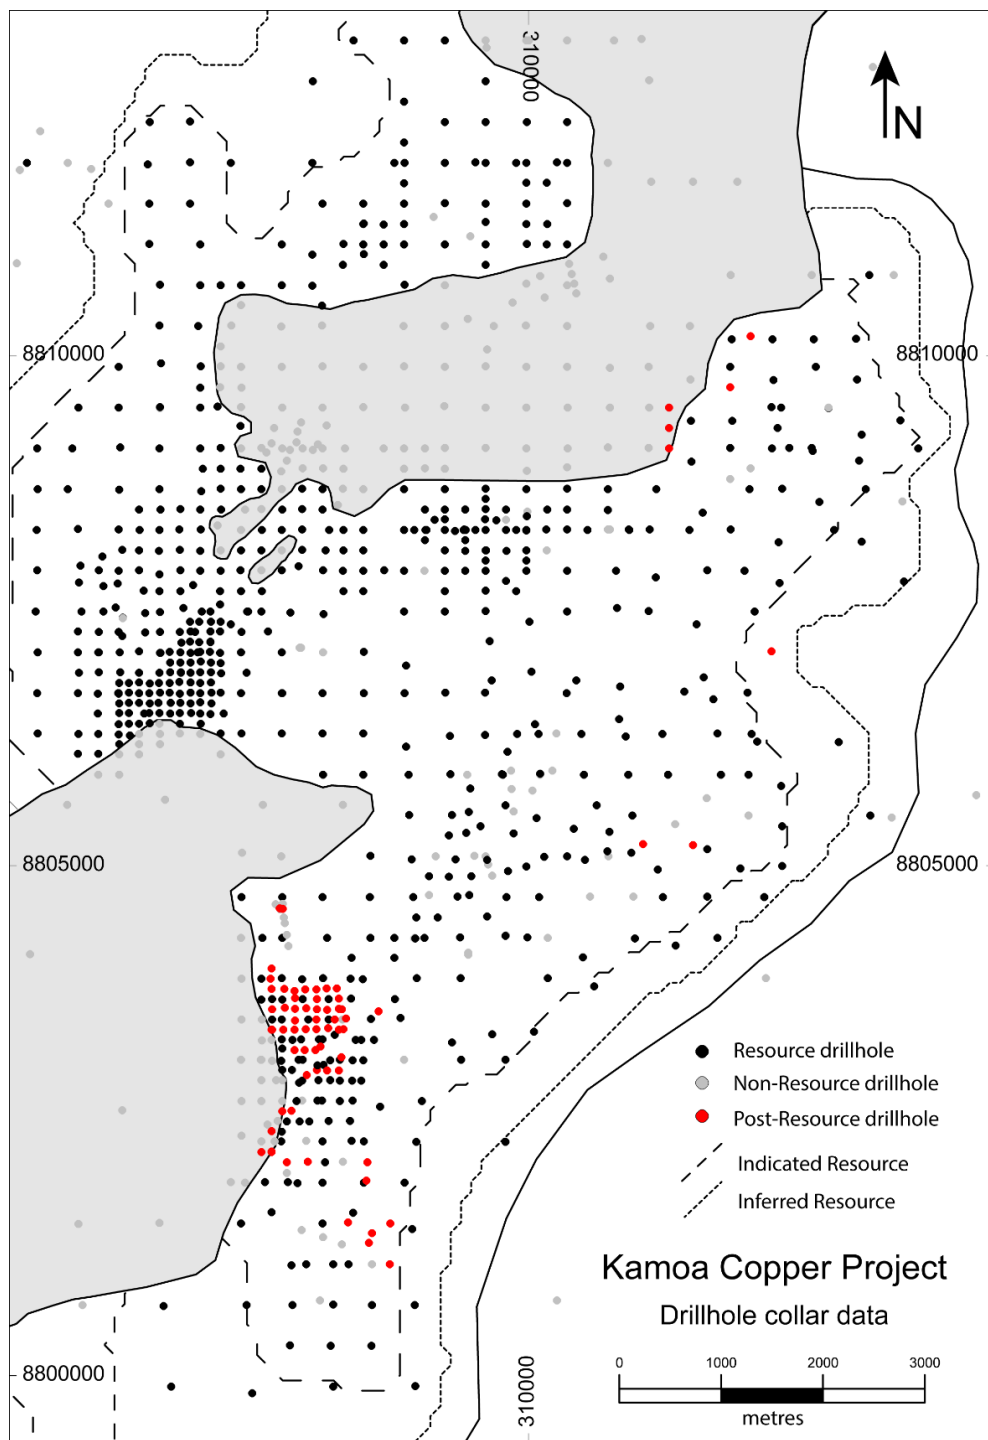 310000
N
8810000
8810000
8805000
8805000
Resource drillhole
Non-Resource drillhole
Post-Resource drillhole
Indicated Resource
Inferred Resource
Kamoa Copper Project
Drillhole collar data
8800000
310000
0 1000 2000 3000
metres